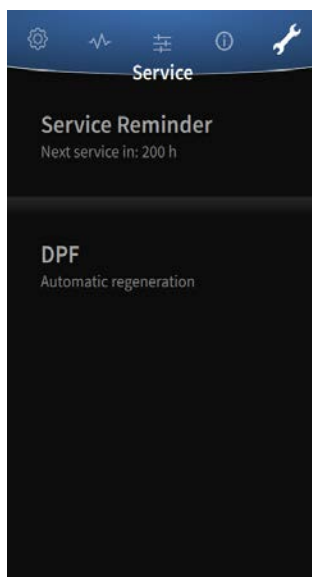 Service
Service Reminder
Next service in: 200 h
DPF
Automatic regeneration